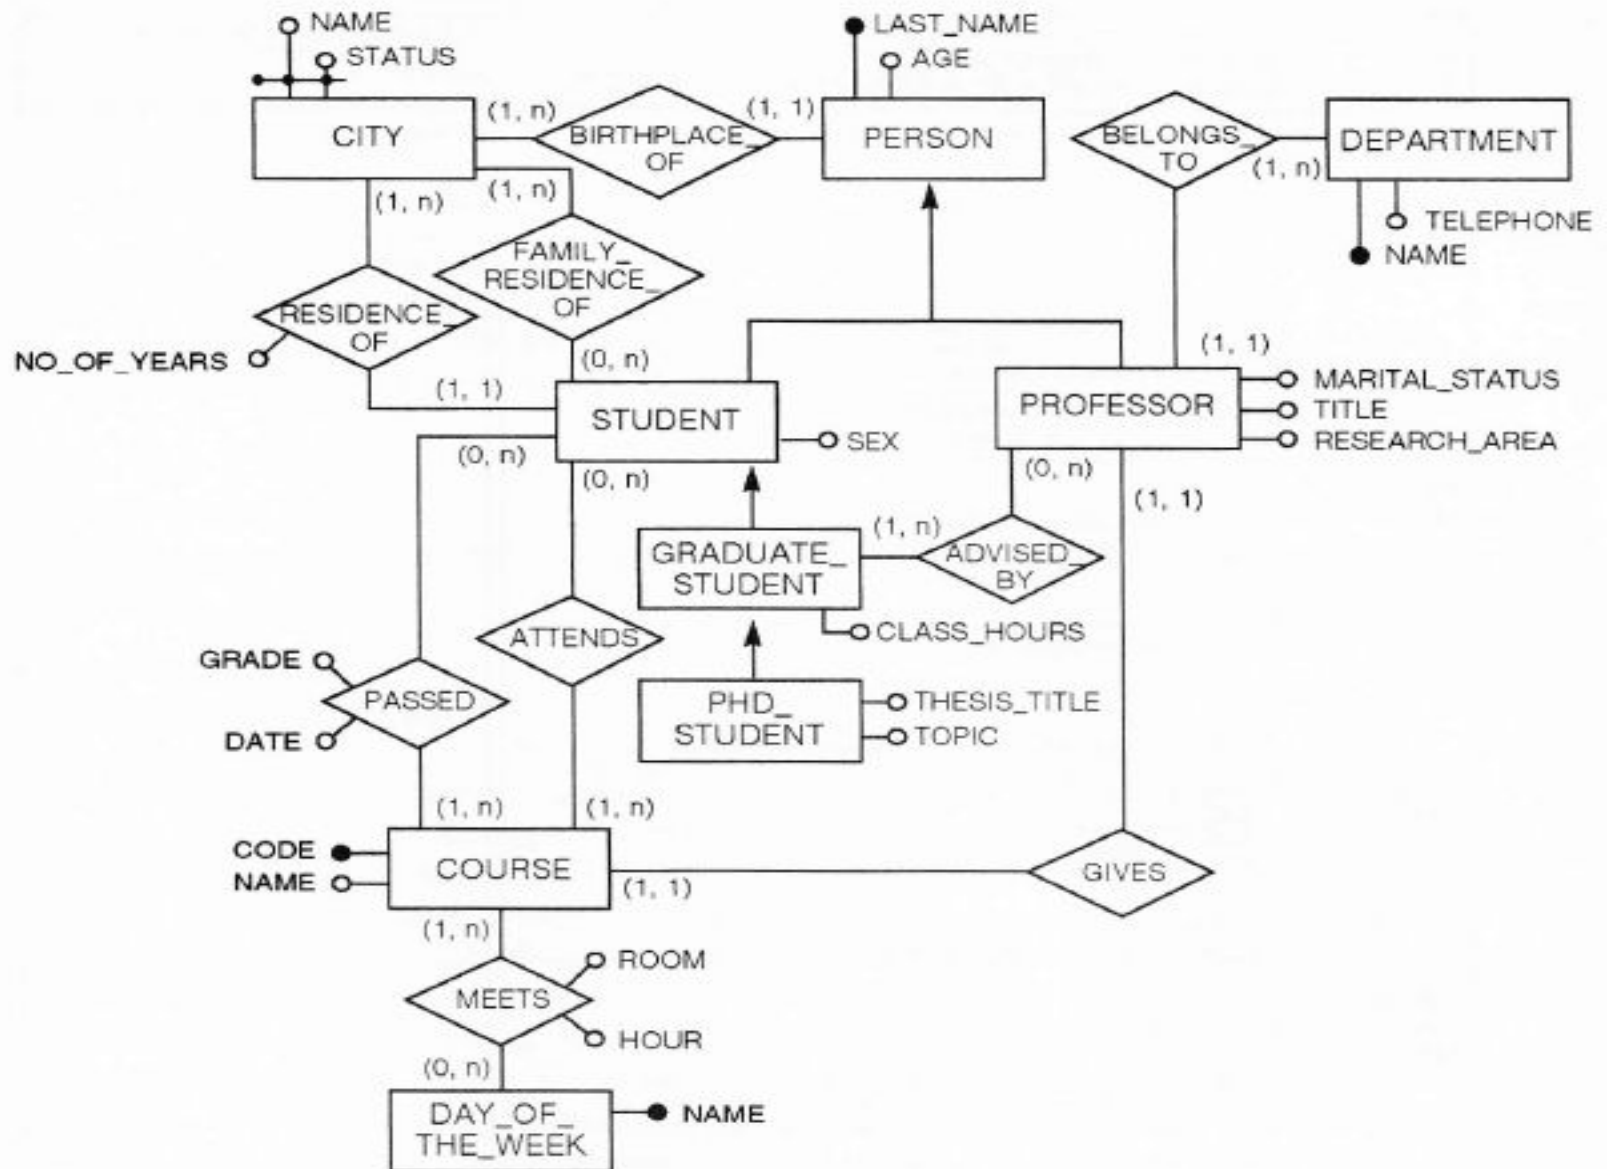 NAME
STATUS
CITY
(1, n)
BIRTHPLACE_
OF
(1, 1)
LAST_NAME
AGE
PERSON
BELONGS_
TO
(1, n)
DEPARTMENT
TELEPHONE
NAME
(1, n)
(1, n)
FAMILY_
RESIDENCE_
OF
RESIDENCE_
OF
NO_OF_YEARS
(0, n)
(1, 1)
STUDENT
SEX
(1, 1)
PROFESSOR
MARITAL_STATUS
TITLE
RESEARCH_AREA
(0, n)
(0, n)
(0, n)
(1, 1)
GRADUATE_
STUDENT
(1, n)
ADVISED_
BY
CLASS_HOURS
ATTENDS
GRADE
PASSED
DATE
PHD_
STUDENT
THESIS_TITLE
TOPIC
(1, n)
(1, n)
CODE
NAME
COURSE
(1, 1)
GIVES
(1, n)
ROOM
MEETS
HOUR
(0, n)
DAY_OF_
THE_WEEK
NAME